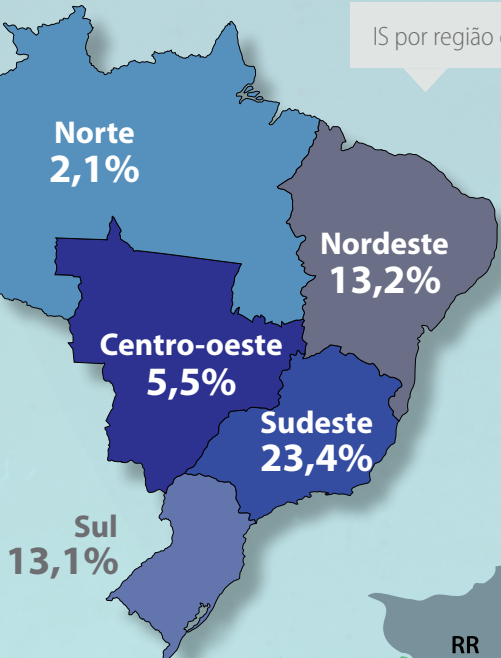 IS por região
Norte
2,1%
Nordeste
13,2%
Centro-oeste
5,5%
Sudeste
23,4%
Sul
13,1%
RR